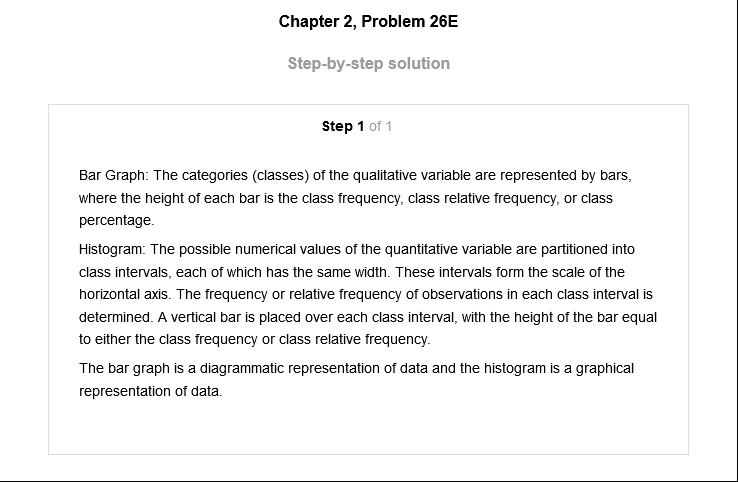 Chapter 2, Problem 26E
Step-by-step solution
Step 1 of 1
Bar Graph: The categories (classes) of the qualitative variable are represented by bars,
where the height of each bar is the class frequency, class relative frequency, or class
percentage.
Histogram: The possible numerical values of the quantitative variable are partitioned into
class intervals, each of which has the same width. These intervals form the scale of the
horizontal axis. The frequency or relative frequency of observations in each class interval is
determined. A vertical bar is placed over each class interval, with the height of the bar equal
to either the class frequency or class relative frequency.
The bar graph is a diagrammatic representation of data and the histogram is a graphical
representation of data.